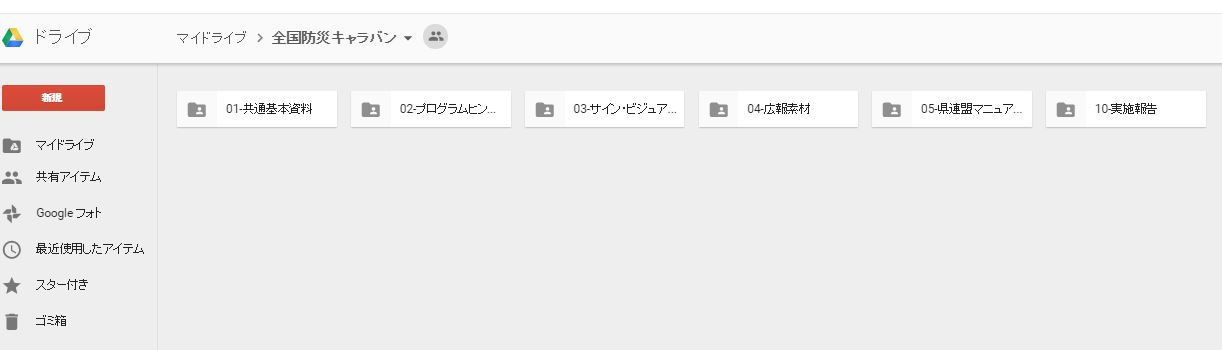 ドライブ
マイドライブ > 全国防災キャラバン
新規
01-共通基本資料
02-プログラムヒン...
03-サイン・ビジュア...
04-広報素材
05-県連盟マニュア...
10-実施報告
マイドライブ
共有アイテム
Google フォト
最近使用したアイテム
スター付き
ゴミ箱